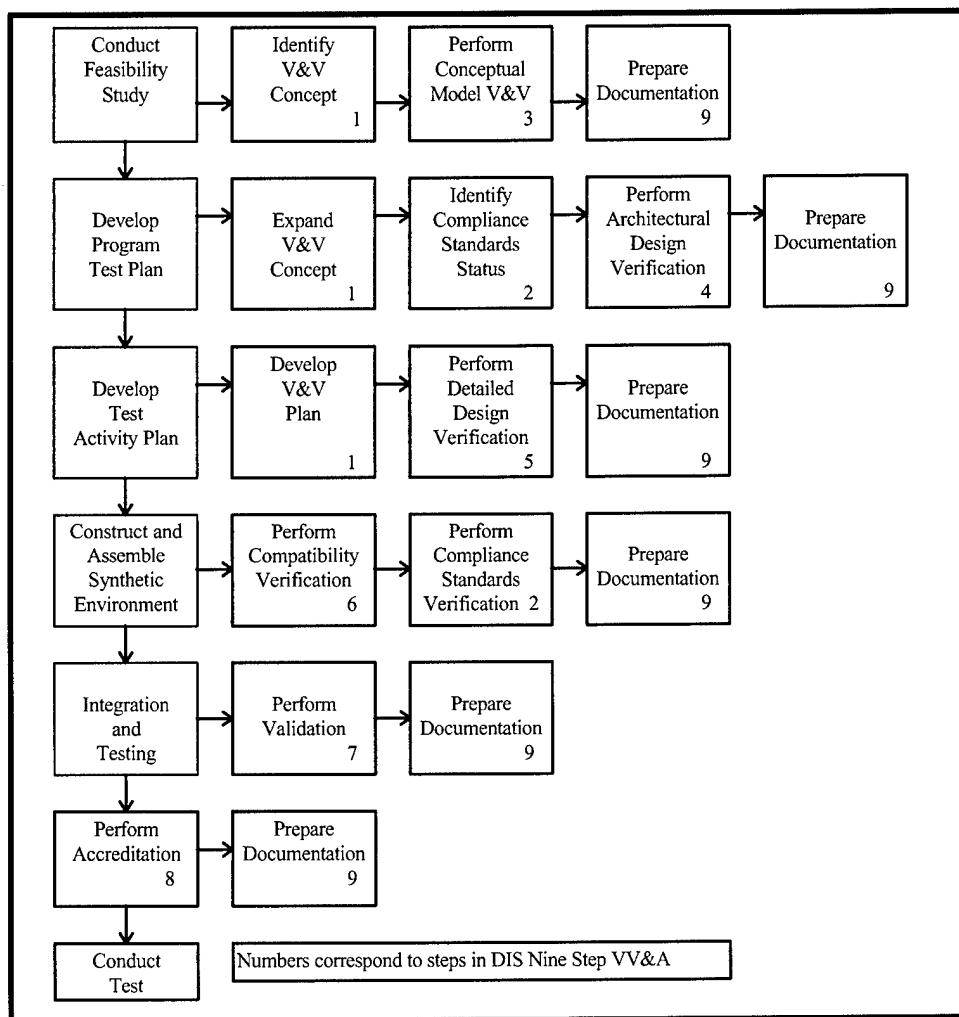 Conduct
Feasibility
Study
Identify
V&V
Concept
1
Perform
Conceptual
Model V&V
3
Prepare
Documentation
9
Develop
Program
Test Plan
Expand
V&V
Concept
1
Identify
Compliance
Standards
Status
2
Perform
Architectural
Design
Verification
4
Prepare
Documentation
9
Develop
Test
Activity Plan
Develop
V&V
Plan
1
Perform
Detailed
Design
Verification
5
Prepare
Documentation
9
Construct and
Assemble
Synthetic
Environment
Perform
Compatibility
Verification
6
Perform
Compliance
Standards
Verification 2
Prepare
Documentation
9
Integration
and
Testing
Perform
Validation
7
Prepare
Documentation
9
Perform
Accreditation
8
Prepare
Documentation
9
Conduct
Test
Numbers correspond to steps in DIS Nine Step VV&A